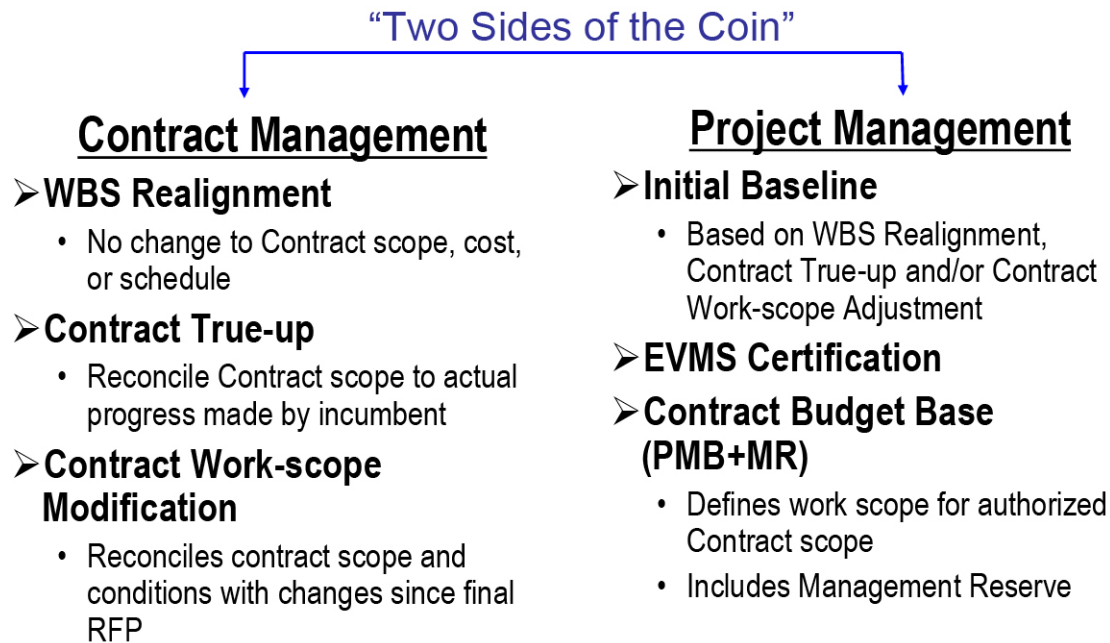 “Two Sides of the Coin”
Contract Management
➢WBS Realignment
• No change to Contract scope, cost,
or schedule
➢Contract True-up
• Reconcile Contract scope to actual
progress made by incumbent
➢Contract Work-scope
Modification
• Reconciles contract scope and
conditions with changes since final
RFP
Project Management
➢Initial Baseline
• Based on WBS Realignment,
Contract True-up and/or Contract
Work-scope Adjustment
➢EVMS Certification
➢Contract Budget Base
(PMB+MR)
• Defines work scope for authorized
Contract scope
• Includes Management Reserve